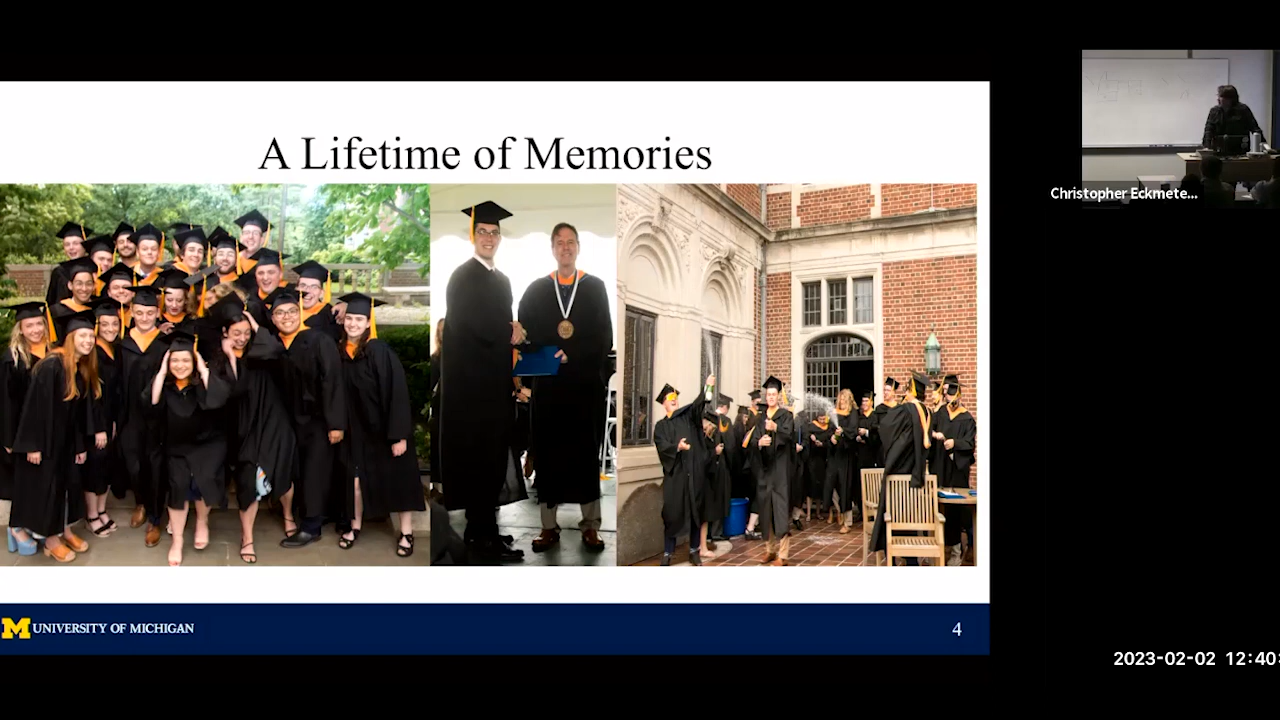 A Lifetime of Memories
Christopher Eckmete...
M UNIVERSITY OF MICHIGAN
4
2023-02-02 12:40: